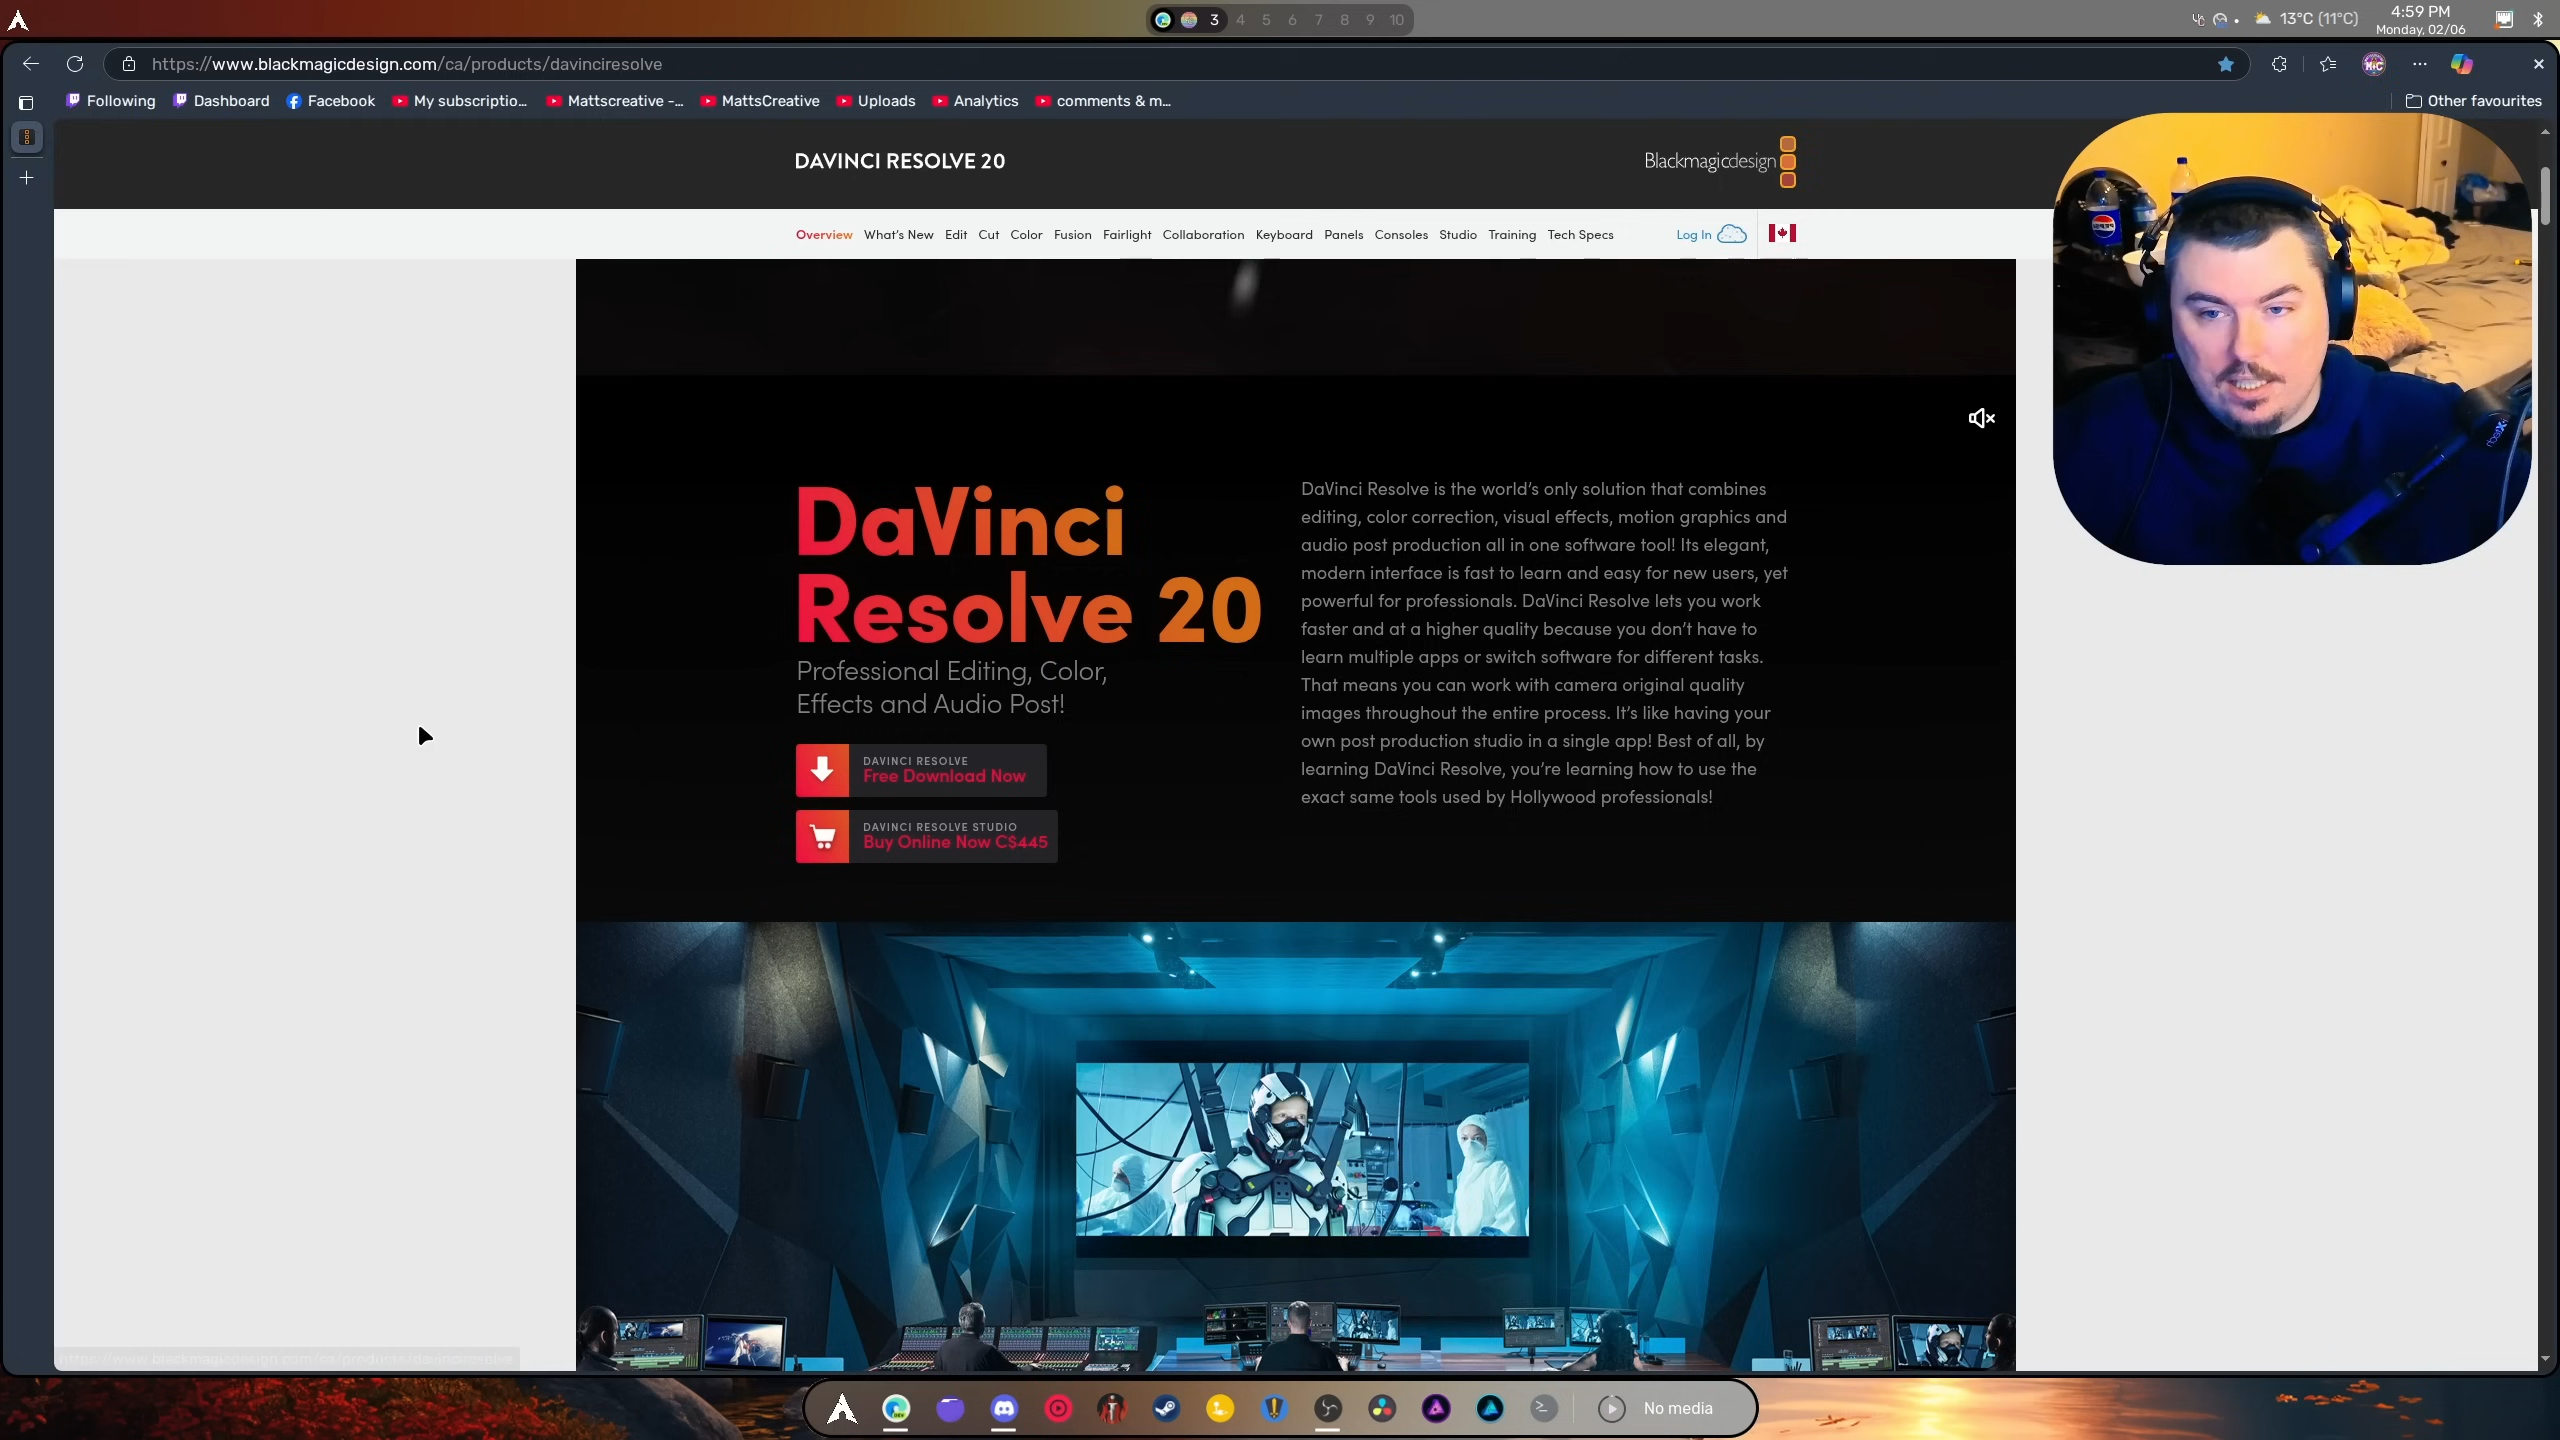 3 4 5 6 7 8 9 10
13°C (11°C)
4:59 PM
Monday, 02/06
https://www.blackmagicdesign.com/ca/products/davinciresolve
Following
Dashboard
Facebook
My subscriptio...
Mattscreative -...
MattsCreative
Uploads
Analytics
comments & m...
Other favourites
DAVINCI RESOLVE 20
Blackmagicdesign
Overview What's New Edit Cut Color Fusion Fairlight Collaboration Keyboard Panels Consoles Studio Training Tech Specs
Log In
DaVinci
Resolve 20
Professional Editing, Color,
Effects and Audio Post!
DAVINCI RESOLVE
Free Download Now
DAVINCI RESOLVE STUDIO
Buy Online Now C$445
DaVinci Resolve is the world's only solution that combines
editing, color correction, visual effects, motion graphics and
audio post production all in one software tool! Its elegant,
modern interface is fast to learn and easy for new users, yet
powerful for professionals. DaVinci Resolve lets you work
faster and at a higher quality because you don't have to
learn multiple apps or switch software for different tasks.
That means you can work with camera original quality
images throughout the entire process. It's like having your
own post production studio in a single app! Best of all, by
learning DaVinci Resolve, you're learning how to use the
exact same tools used by Hollywood professionals!
https://www.blackmagicdesign.com/ca/products/davinciresolve
No media